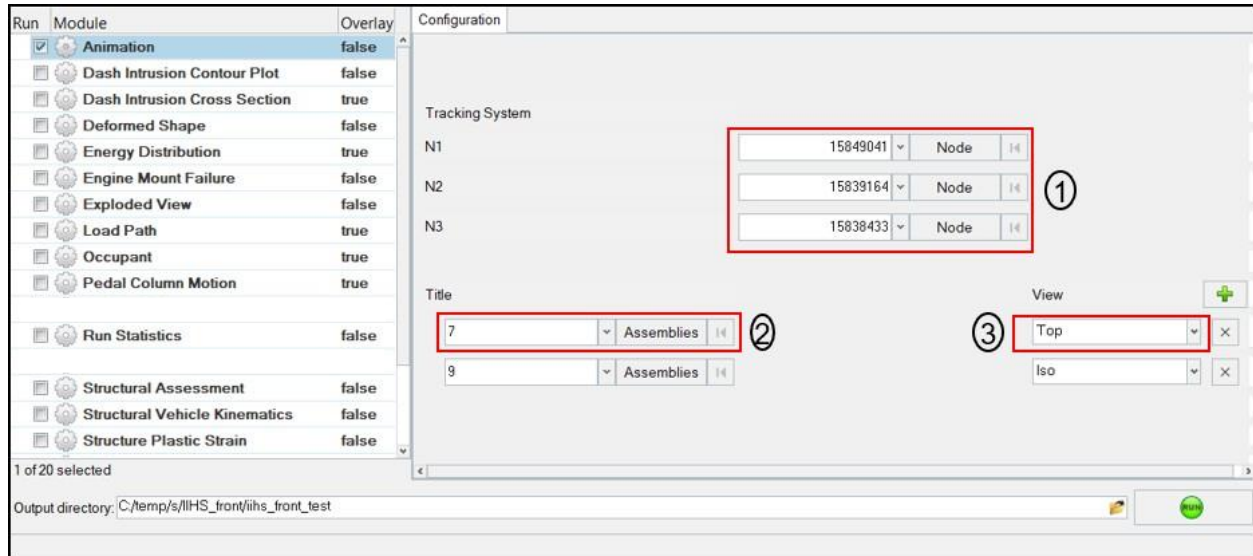 Run Module Overlay Configuration
Animation false
Dash Intrusion Contour Plot false
Dash Intrusion Cross Section true
Deformed Shape false
Energy Distribution true
Engine Mount Failure false
Exploded View false
Load Path true
Occupant true
Pedal Column Motion true
Run Statistics false
Structural Assessment false
Structural Vehicle Kinematics false
Structure Plastic Strain false
1 of 20 selected
Tracking System
N1 15849041 Node
N2 15839164 Node
1
N3 15838433 Node
Title View
7 Assemblies 2 3 Top
9 Assemblies Iso
Output directory: C:/temp/s/IIHS_front/iihs_front_test RUN